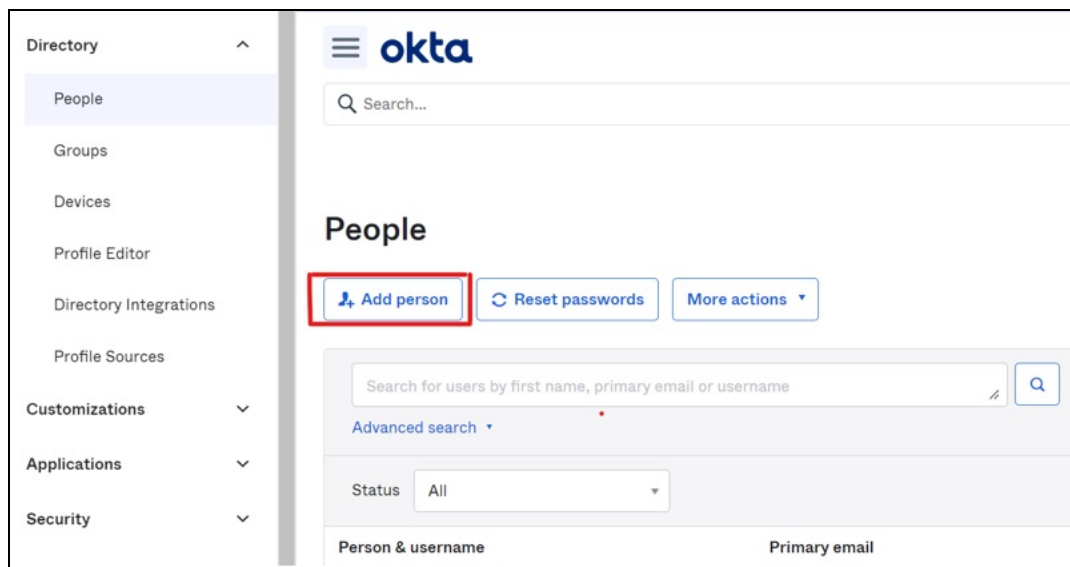 Directory
People
Groups
Devices
Profile Editor
Directory Integrations
Profile Sources
Customizations
Applications
Security
okta
Search...
People
Add person Reset passwords More actions
Search for users by first name, primary email or username
Advanced search
Status All
Person & username Primary email